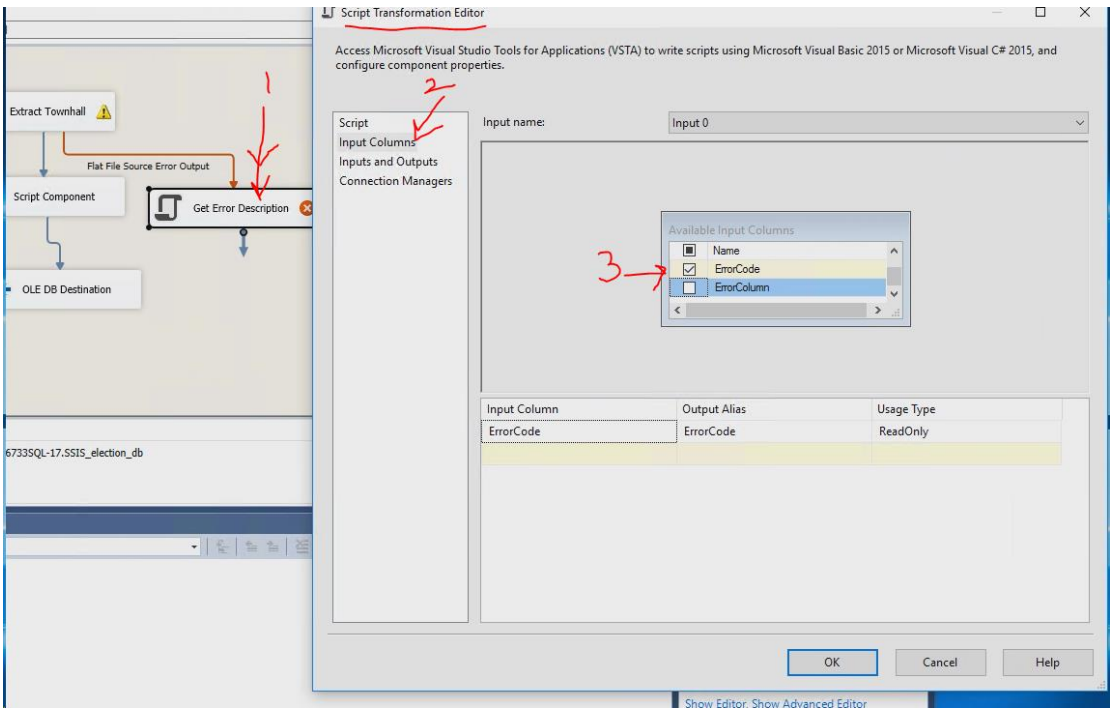 Script Transformation Editor
Access Microsoft Visual Studio Tools for Applications (VSTA) to write scripts using Microsoft Visual Basic 2015 or Microsoft Visual C# 2015, and
configure component properties.
1
2
Extract Townhall
Flat File Source Error Output
Script Component
Get Error Description
OLE DB Destination
6733SQL-17.SSIS_election_db
Script
Input Columns
Inputs and Outputs
Connection Managers
Input name:
Input 0
Available Input Columns
Name
3
ErrorCode
ErrorColumn
Input Column Output Alias Usage Type
ErrorCode ErrorCode ReadOnly
OK Cancel Help
Show Editor, Show Advanced Editor